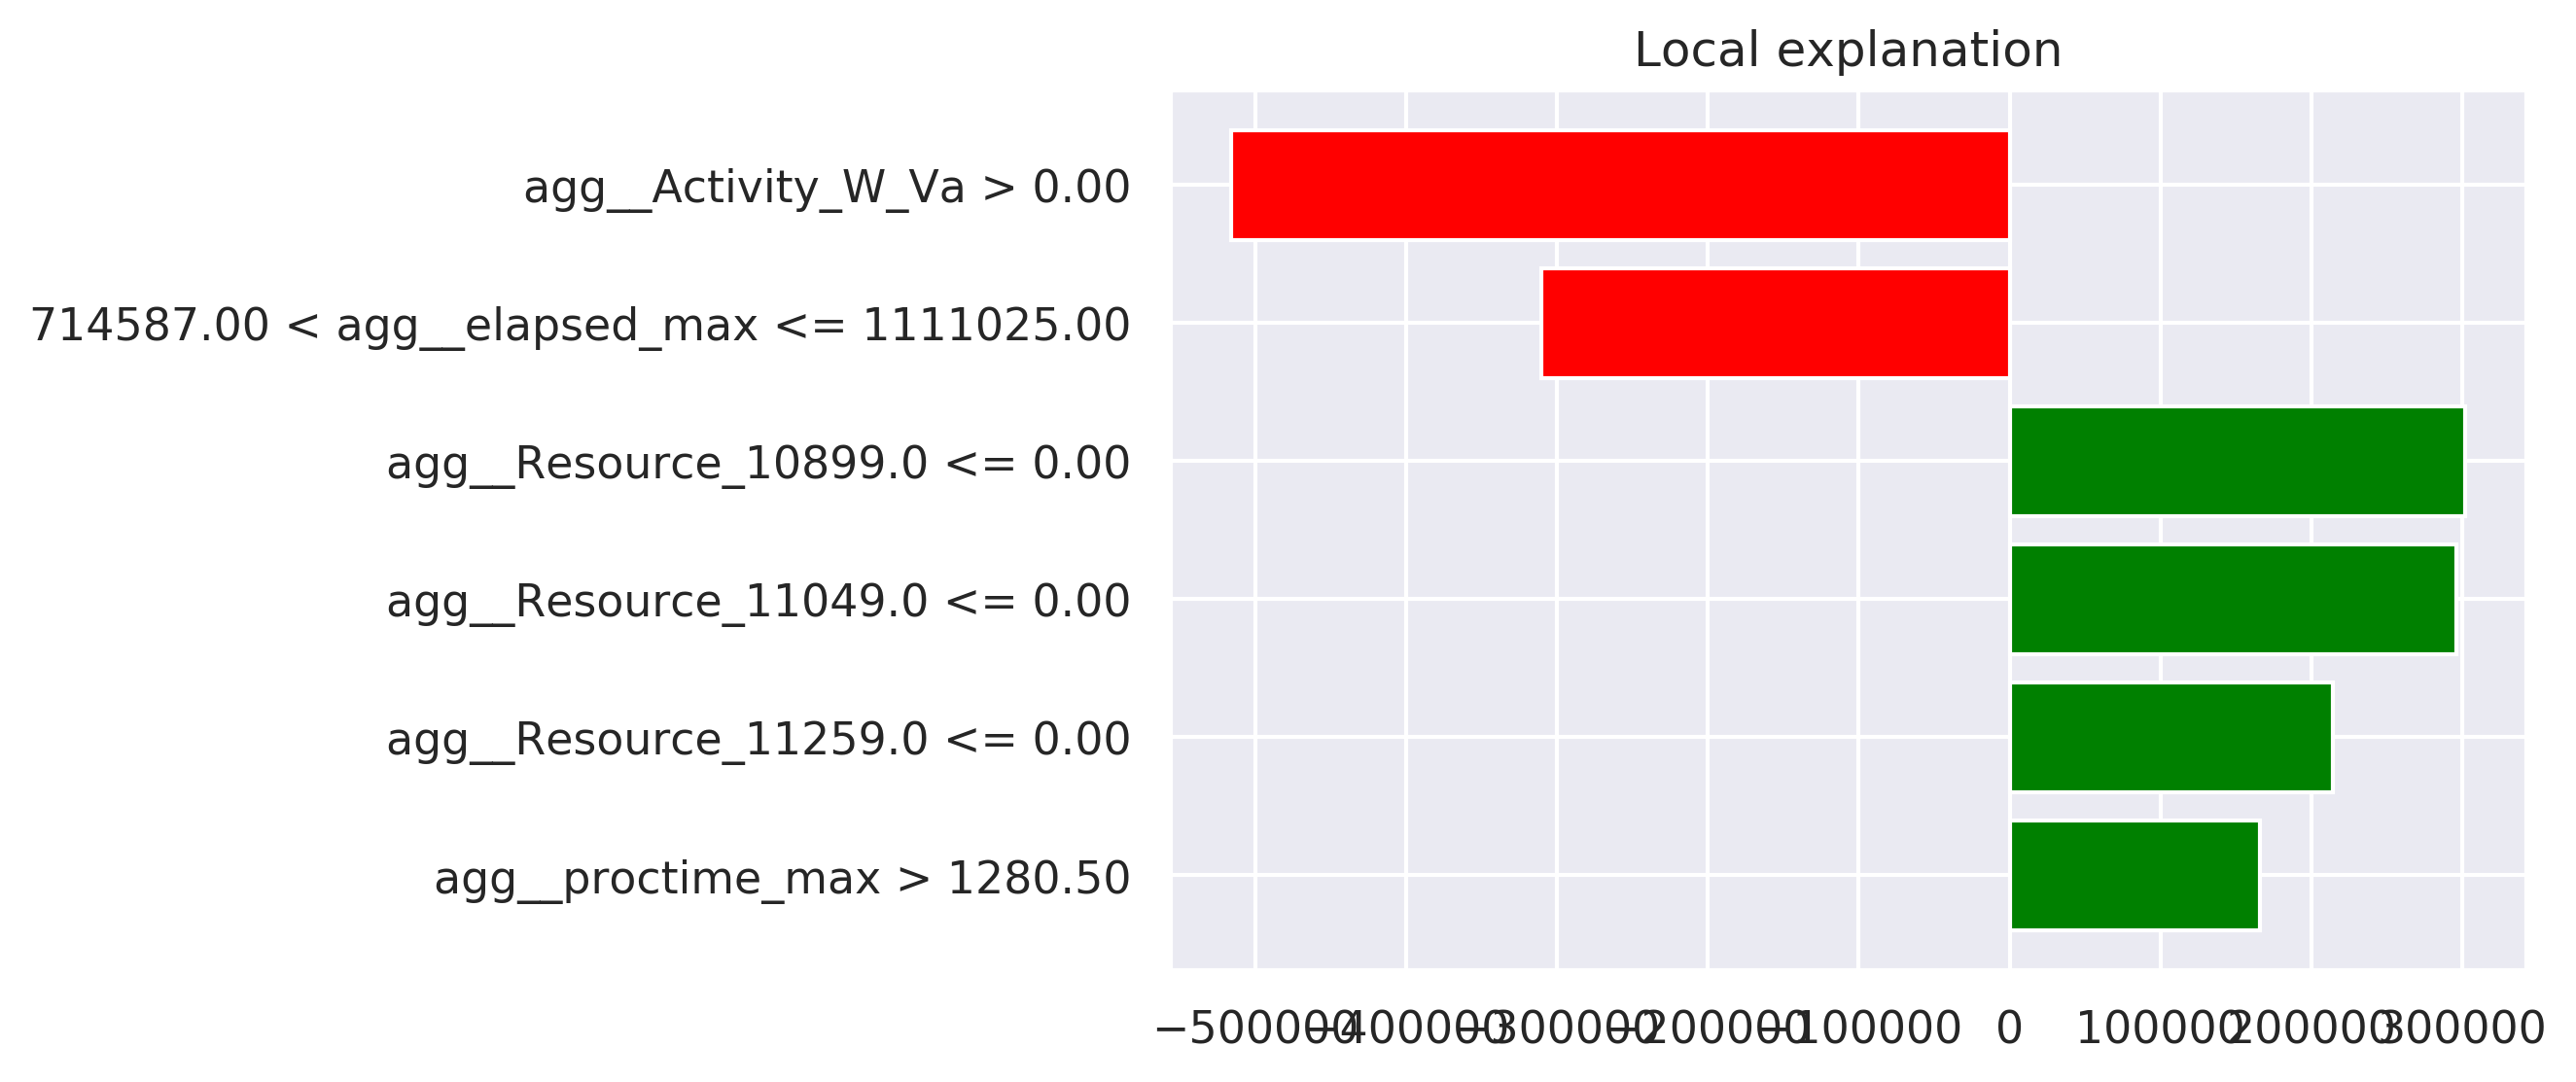 Local explanation
agg__Activity_W_Va > 0.00
714587.00 < agg__elapsed_max <= 1111025.00
agg__Resource_10899.0 <= 0.00
agg__Resource_11049.0 <= 0.00
agg__Resource_11259.0 <= 0.00
agg__proctime_max > 1280.50
−500000 −400000 −300000 −200000 −100000 0 100000 200000 300000